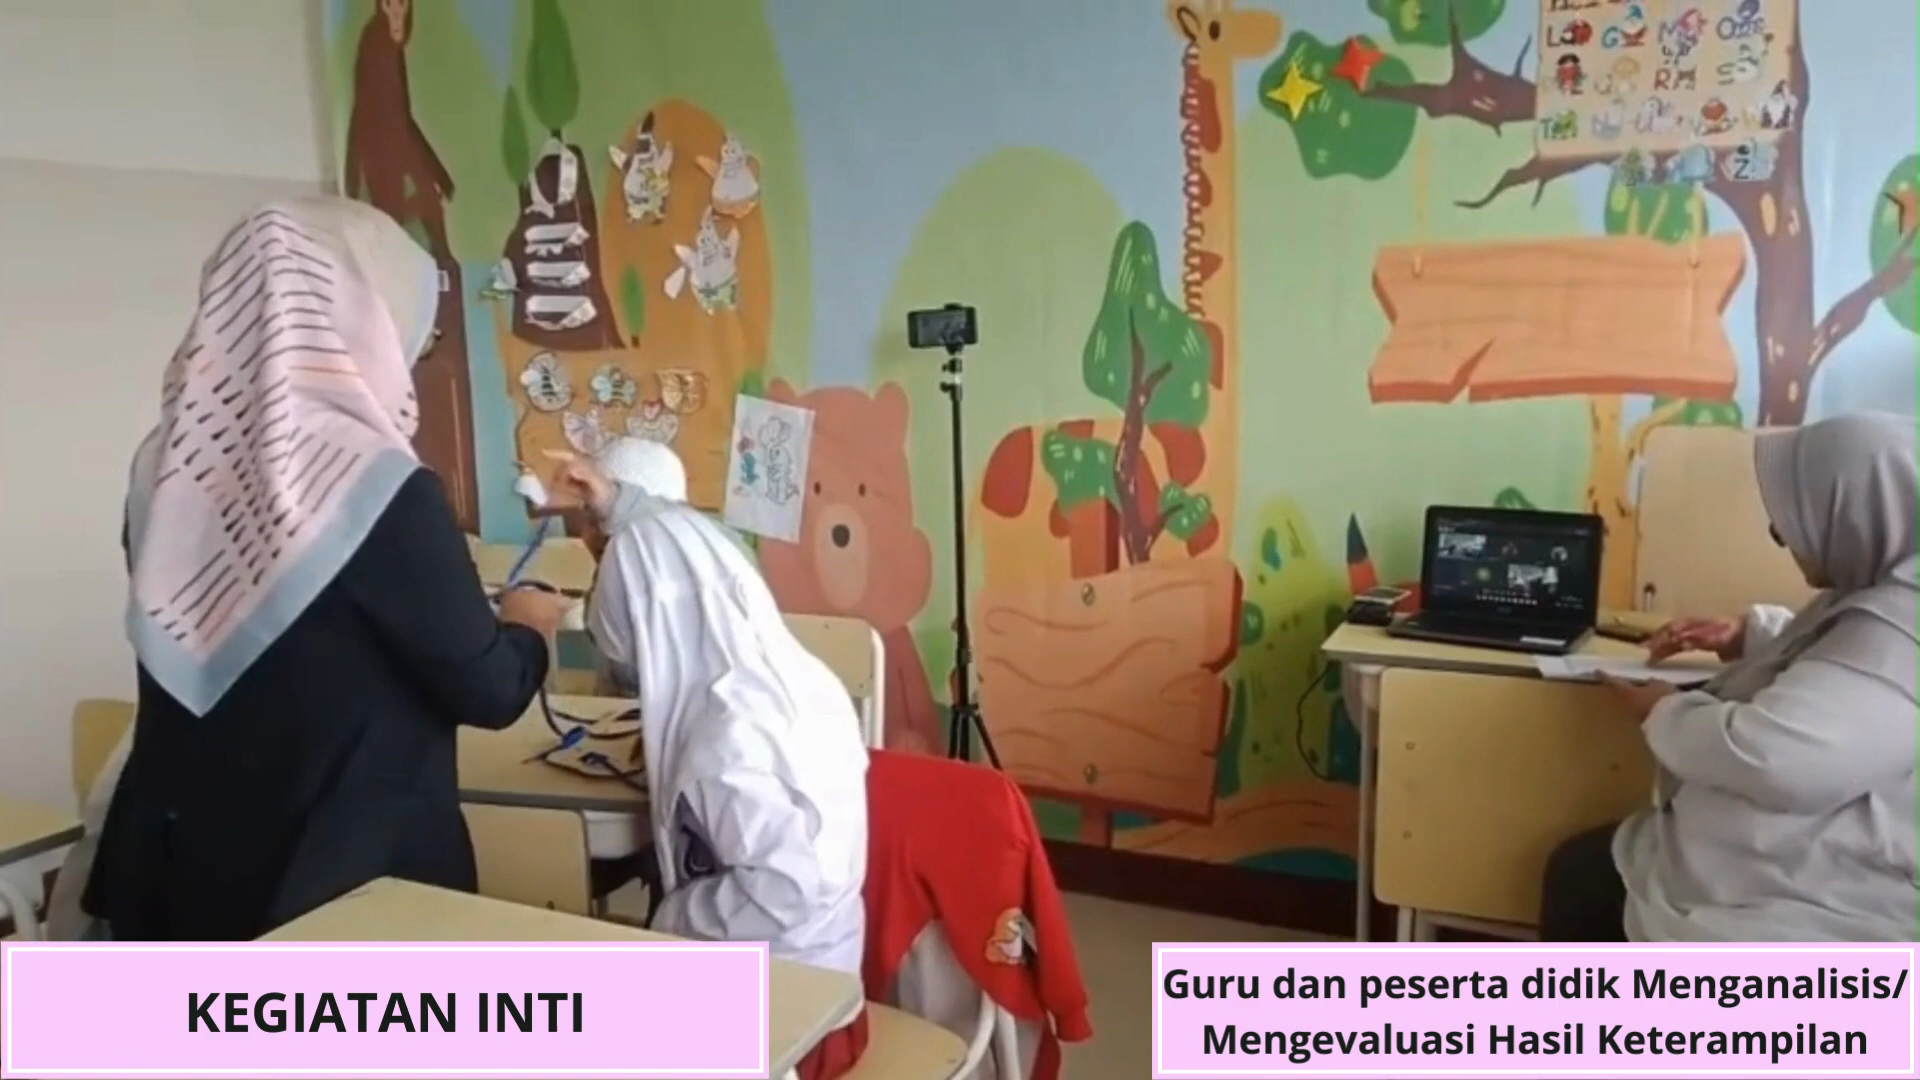 KEGIATAN INTI
Guru dan peserta didik Menganalisis/
Mengevaluasi Hasil Keterampilan